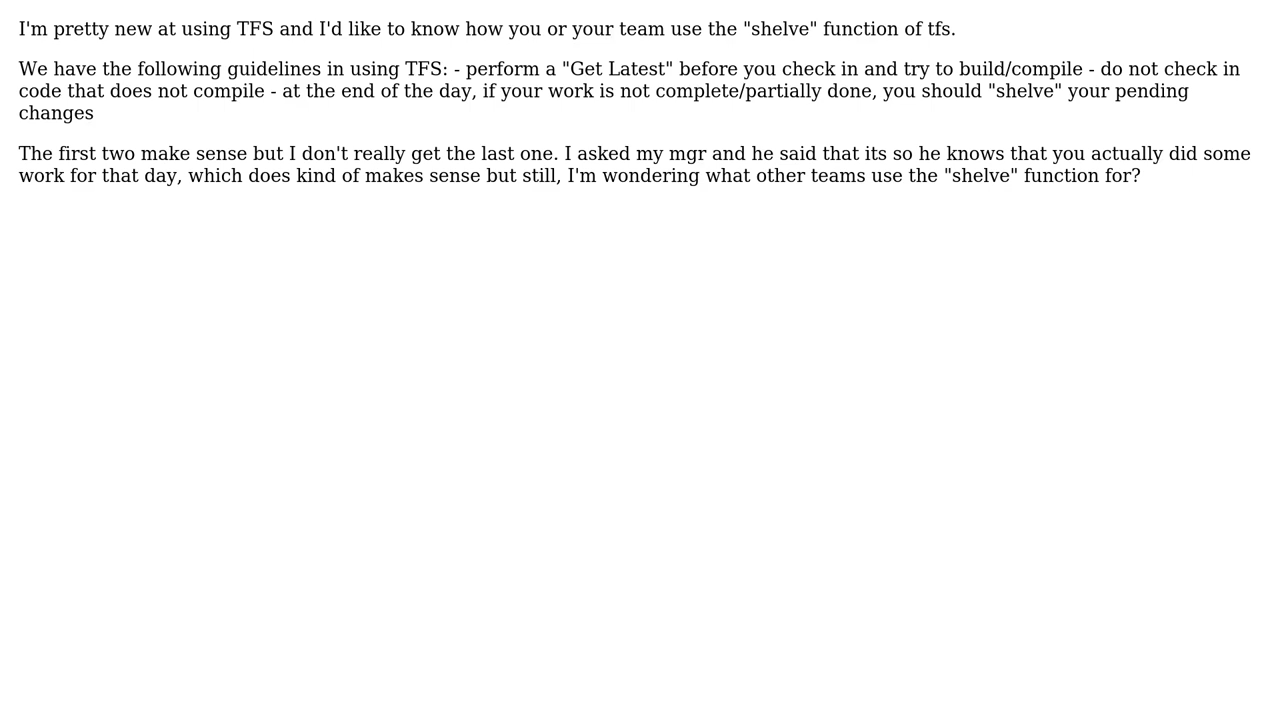 I'm pretty new at using TFS and I'd like to know how you or your team use the "shelve" function of tfs.
We have the following guidelines in using TFS: - perform a "Get Latest" before you check in and try to build/compile - do not check in
code that does not compile - at the end of the day, if your work is not complete/partially done, you should "shelve" your pending
changes
The first two make sense but I don't really get the last one. I asked my mgr and he said that its so he knows that you actually did some
work for that day, which does kind of makes sense but still, I'm wondering what other teams use the "shelve" function for?